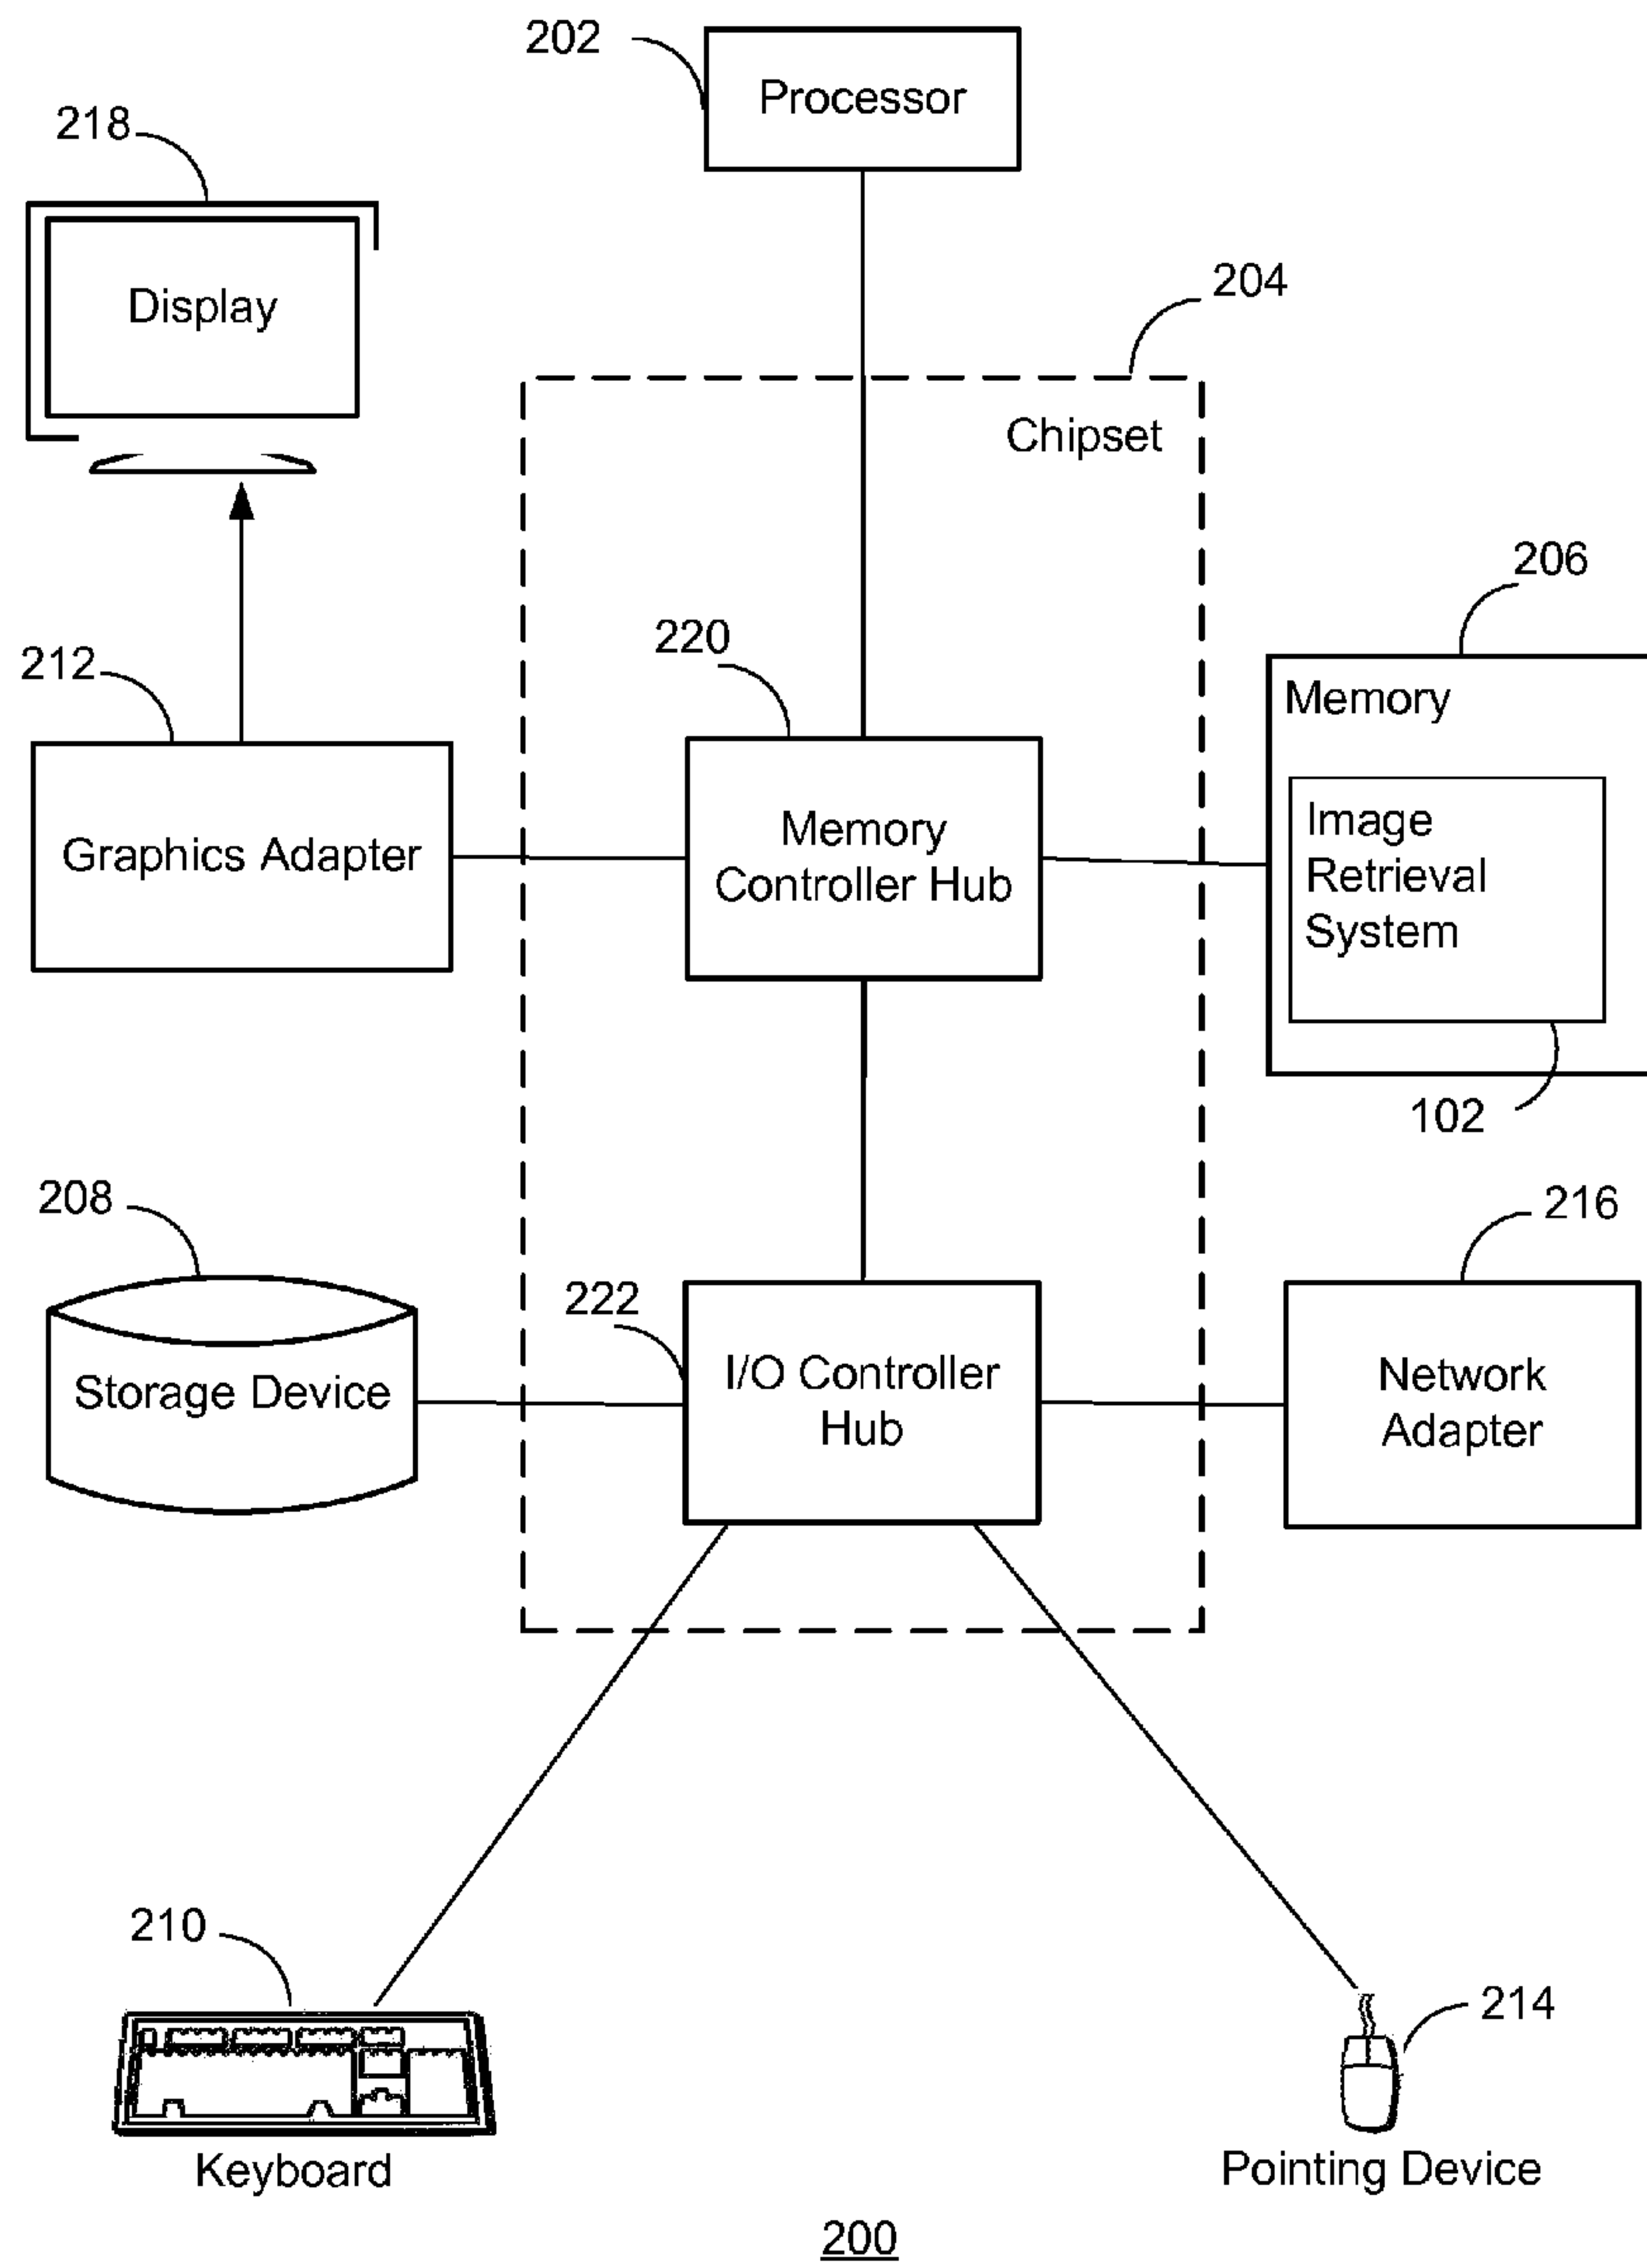 202
Processor
218
Display
204
Chipset
206
220
212
Memory
Graphics Adapter
Memory
Controller Hub
Image
Retrieval
System
102
208
216
222
Storage Device
I/O Controller
Hub
Network
Adapter
210
214
Keyboard
Pointing Device
200